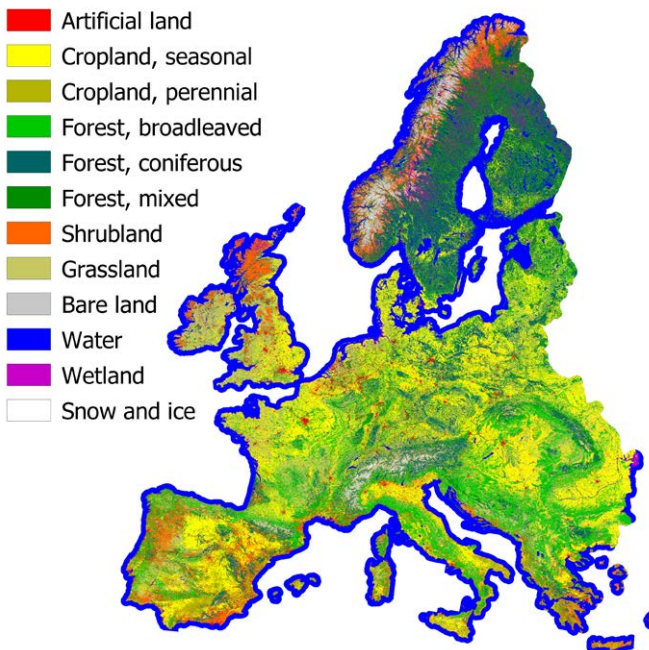 Artificial land
Cropland, seasonal
Cropland, perennial
Forest, broadleaved
Forest, coniferous
Forest, mixed
Shrubland
Grassland
Bare land
Water
Wetland
Snow and ice